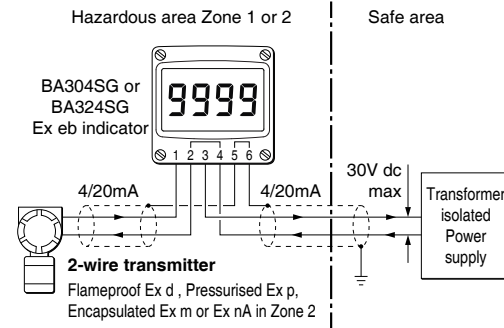 Hazardous area Zone 1 or 2
Safe area
BA304SG or
BA324SG
Ex eb indicator
9999
1 2 3 4 5 6
4/20mA
4/20mA
30V dc
max
Transformer
isolated
Power
supply
2-wire transmitter
Flameproof Ex d , Pressurised Ex p,
Encapsulated Ex m or Ex nA in Zone 2